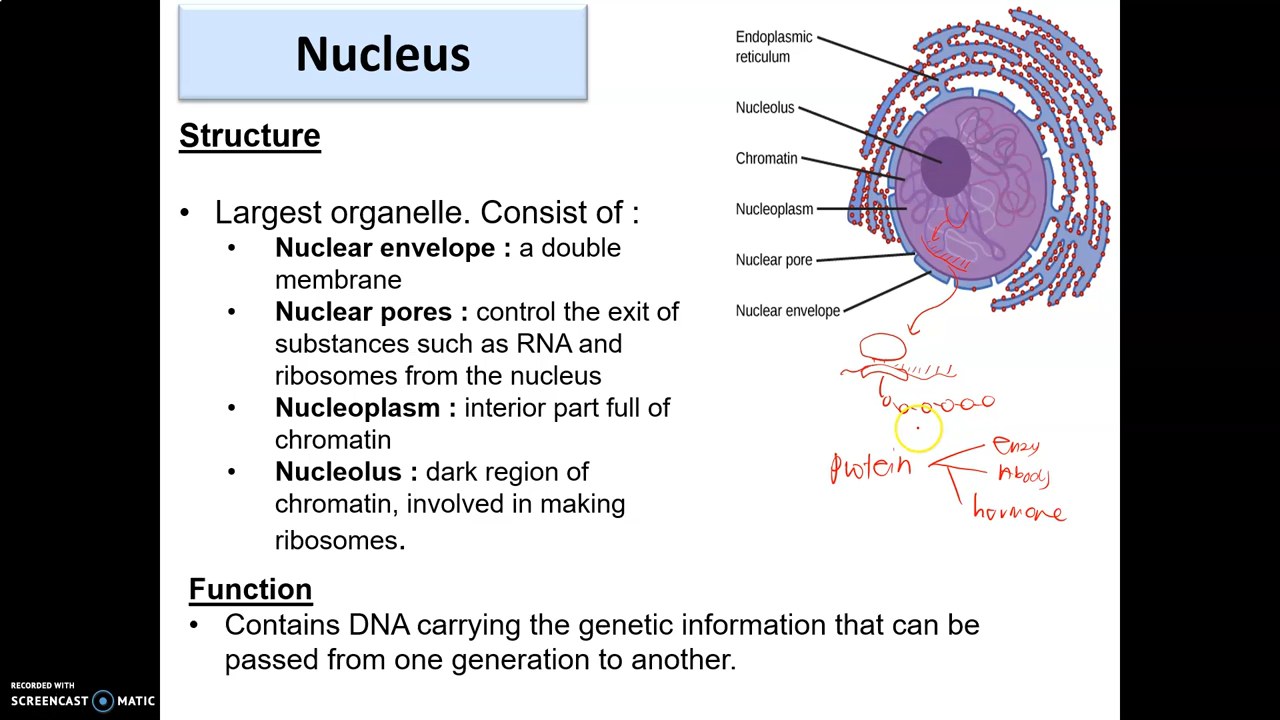 Nucleus
Structure
• Largest organelle. Consist of :
• Nuclear envelope : a double
membrane
• Nuclear pores : control the exit of
substances such as RNA and
ribosomes from the nucleus
• Nucleoplasm : interior part full of
chromatin
• Nucleolus : dark region of
chromatin, involved in making
ribosomes.
Function
• Contains DNA carrying the genetic information that can be
passed from one generation to another.
Endoplasmic
reticulum
Nucleolus
Chromatin
Nucleoplasm
Nuclear pore
Nuclear envelope
Protein
enzy
Abody
hormone
RECORDED WITH
SCREENCAST MATIC